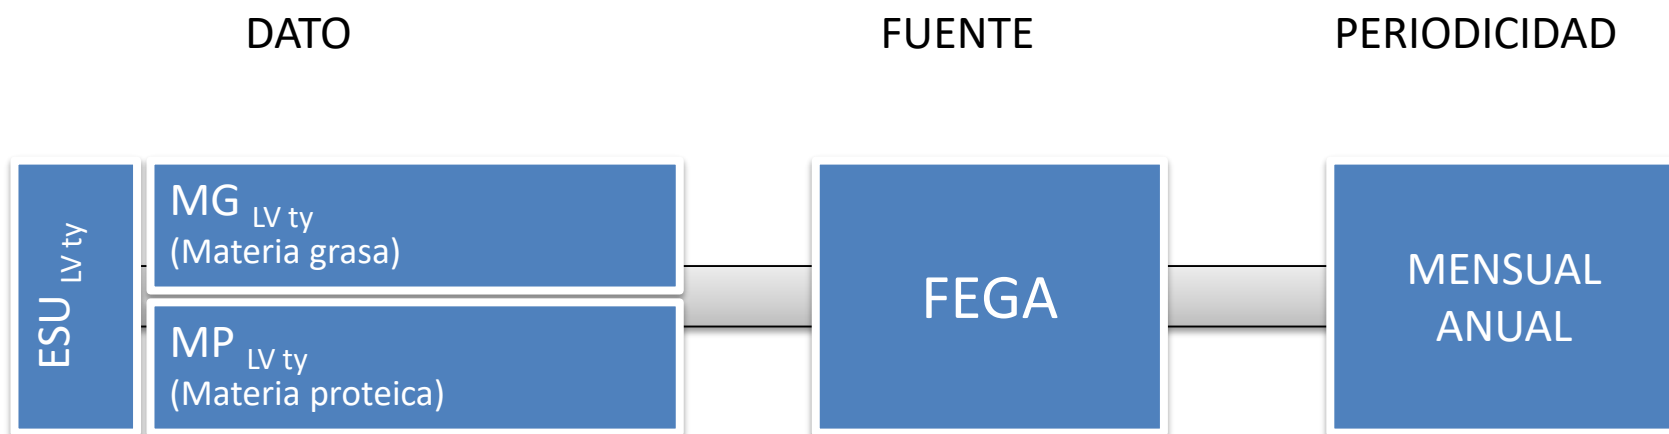 DATO
FUENTE
PERIODICIDAD
ESU LV ty
MG LV ty
(Materia grasa)
MP LV ty
(Materia proteica)
FEGA
MENSUAL
ANUAL